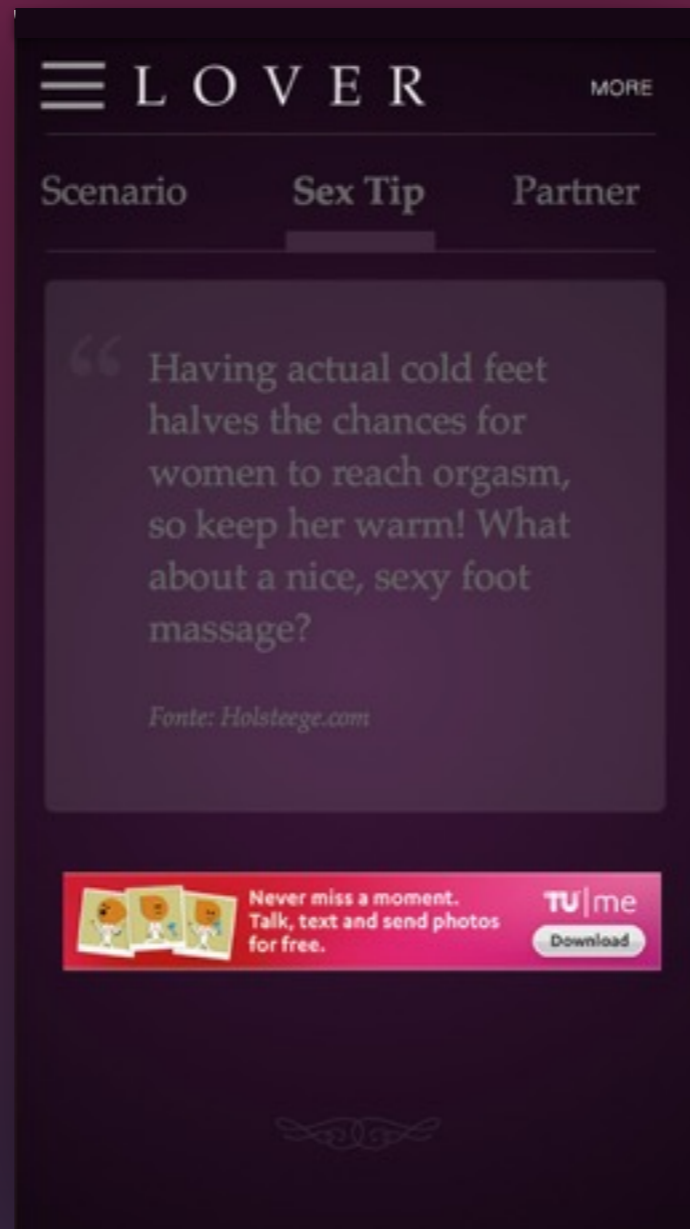 L O V E R
MORE
Scenario
Sex Tip
Partner
“ Having actual cold feet
halves the chances for
women to reach orgasm,
so keep her warm! What
about a nice, sexy foot
massage?
Fonte: Holsteege.com
Never miss a moment.
Talk, text and send photos
for free.
TU|me
Download